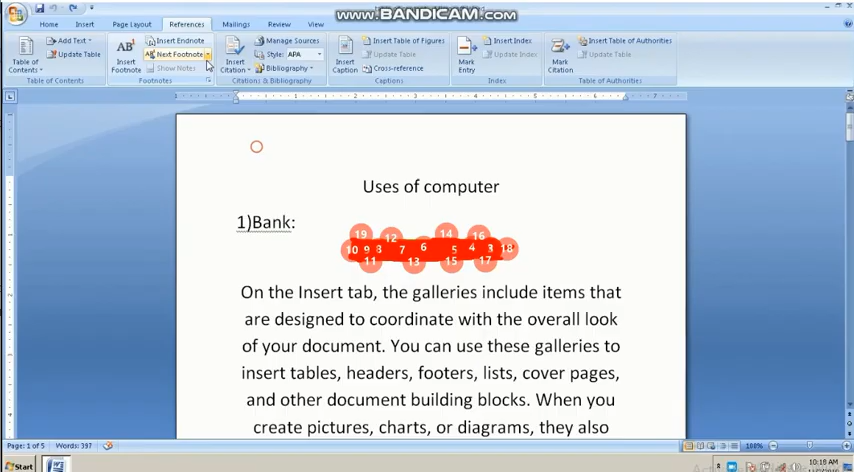 www.BANDICAM.com
Home Insert Page Layout References Mailings Review View
Add Text Insert Endnote Manage Sources Insert Table of Figures Insert Index Insert Table of Authorities
Update Table AB Next Footnote Style: APA Update Table Update Index Update Table
Table of Contents Insert Footnote Show Notes Insert Citation Bibliography Insert Caption Cross-reference Mark Entry Mark Citation
Table of Contents Footnotes Citations & Bibliography Captions Index Table of Authorities
Uses of computer
1)Bank:
19 12 14 16
10 9 8 7 6 5 4 3 18
11 13 15 17
On the Insert tab, the galleries include items that
are designed to coordinate with the overall look
of your document. You can use these galleries to
insert tables, headers, footers, lists, cover pages,
and other document building blocks. When you
create pictures, charts, or diagrams, they also
Page: 1 of 5 Words: 397 100%
Start 10:18 AM